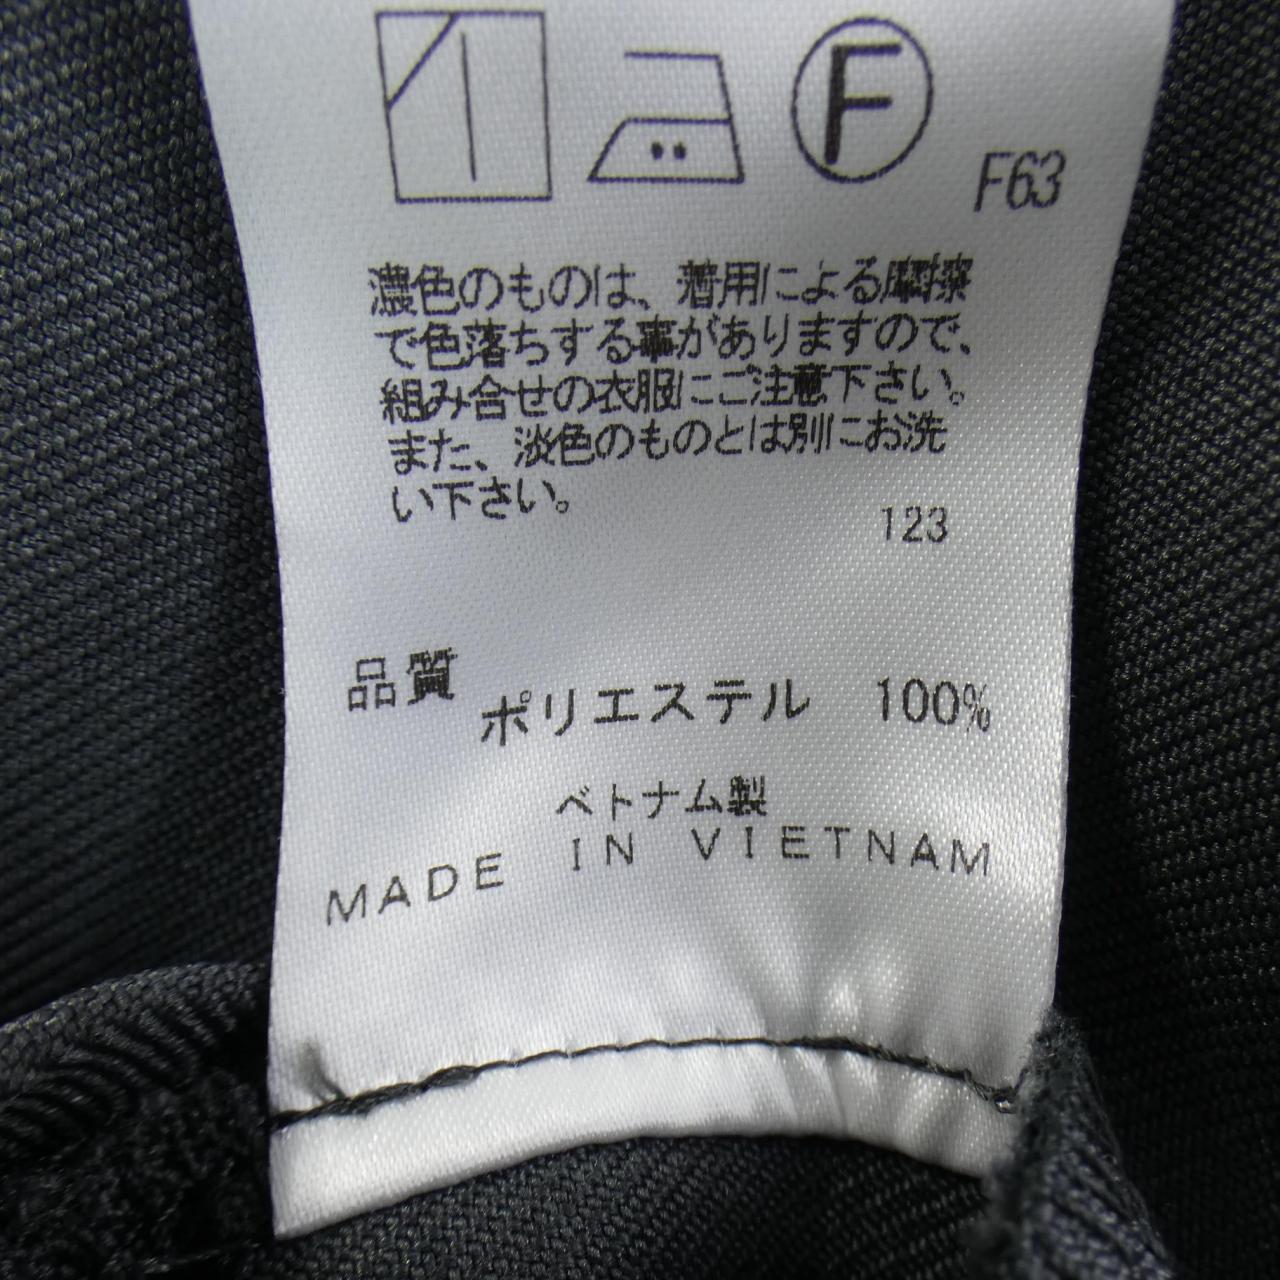 F
F63
濃色のものは、着用による摩擦
で色落ちする事がありますので、
組み合せの衣服にご注意下さい。
また、淡色のものとは別にお洗
い下さい。
123
品質
ポリエステル 100%
ベトナム製
MADE IN VIETNAM